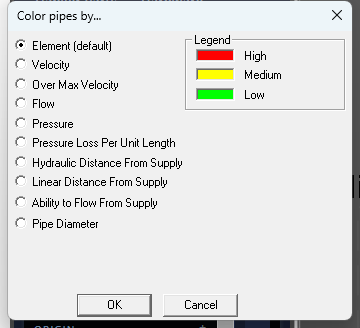 Color pipes by...
Element (default)
Velocity
Over Max Velocity
Flow
Pressure
Pressure Loss Per Unit Length
Hydraulic Distance From Supply
Linear Distance From Supply
Ability to Flow From Supply
Pipe Diameter
Legend
High
Medium
Low
OK
Cancel